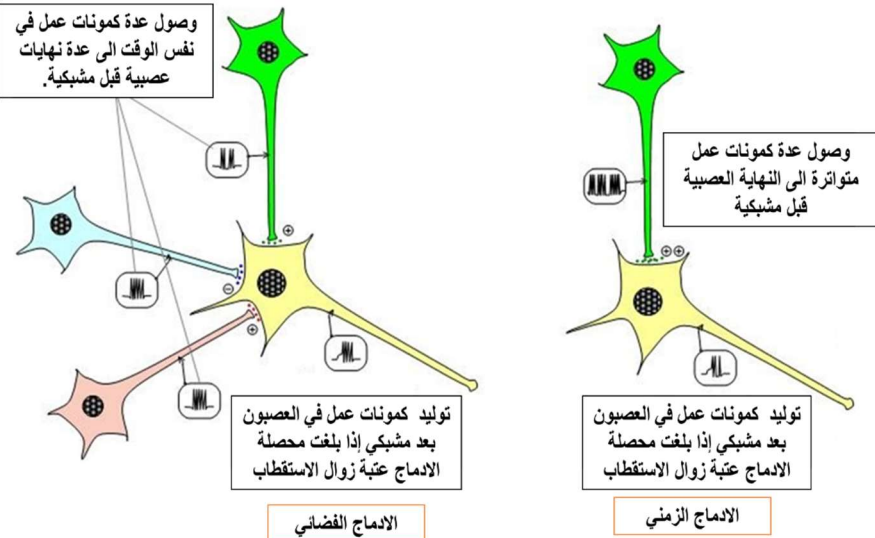 وصول عدة كمونات عمل في
نفس الوقت الى عدة نهايات
عصبية قبل مشبكية.
وصول عدة كمونات عمل
متواترة الى النهاية العصبية
قبل مشبكية
توليد كمونات عمل في العصبون
بعد مشبكي إذا بلغت محصلة
الادماج عتبة زوال الاستقطاب
توليد كمونات عمل في العصبون
بعد مشبكي إذا بلغت محصلة
الادماج عتبة زوال الاستقطاب
الادماج الفضائي
الادماج الزمني